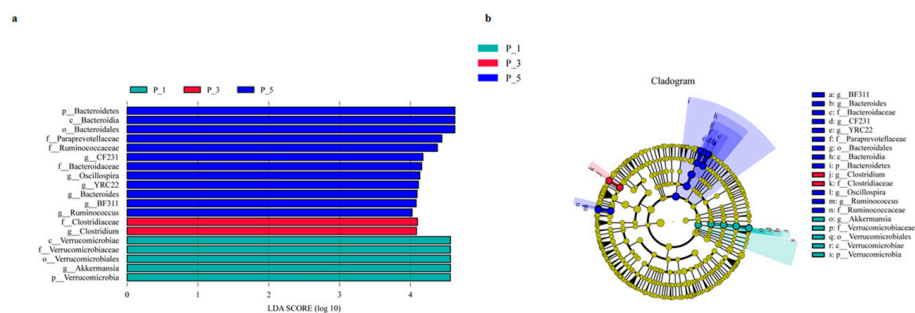 a
b
P_1
P_3
P_5
P_1 P_3 P_5
Cladogram
p__Bacteroidetes
c__Bacteroidia
o__Bacteroidales
f__Paraprevotellaceae
f__Ruminococcaceae
g__CF231
f__Bacteroidaceae
g__Oscillospira
g__YRC22
g__Bacteroides
g__BF311
g__Ruminococcus
f__Clostridiaceae
g__Clostridium
c__Verrucomicrobiae
f__Verrucomicrobiaceae
o__Verrucomicrobiales
g__Akkermansia
p__Verrucomicrobia
0 1 2 3 4
LDA SCORE (log 10)
a: g__BF311
b: g__Bacteroides
c: f__Bacteroidaceae
d: g__CF231
e: g__YRC22
f: f__Paraprevotellaceae
g: o__Bacteroidales
h: c__Bacteroidia
i: p__Bacteroidetes
j: g__Clostridium
k: f__Clostridiaceae
l: g__Oscillospira
m: g__Ruminococcus
n: f__Ruminococcaceae
o: g__Akkermansia
p: f__Verrucomicrobiaceae
q: o__Verrucomicrobiales
r: c__Verrucomicrobiae
s: p__Verrucomicrobia